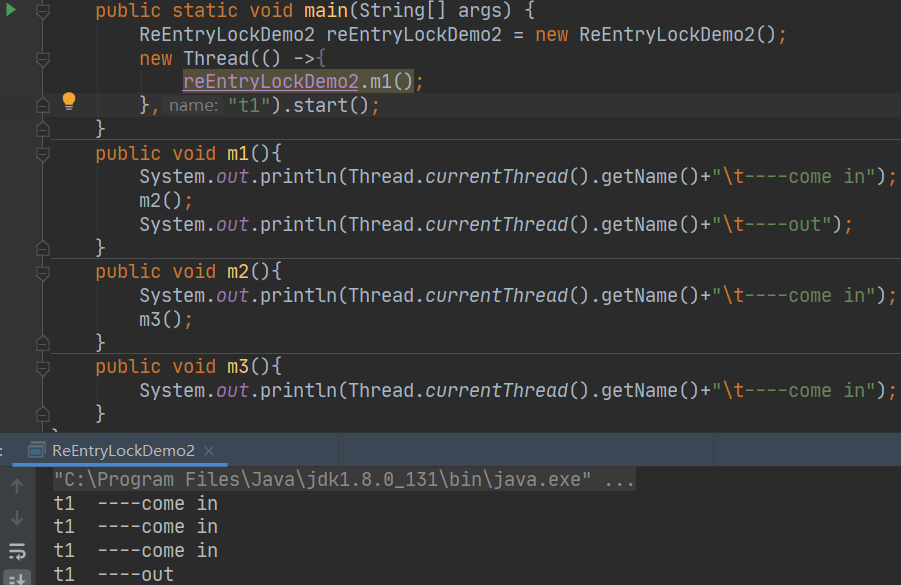 public static void main(String[] args) {
ReEntryLockDemo2 reEntryLockDemo2 = new ReEntryLockDemo2();
new Thread(() ->{
reEntryLockDemo2.m1();
}, name: "t1").start();
}
public void m1(){
System.out.println(Thread.currentThread().getName()+"\t----come in");
m2();
System.out.println(Thread.currentThread().getName()+"\t----out");
}
public void m2(){
System.out.println(Thread.currentThread().getName()+"\t----come in");
m3();
}
public void m3(){
System.out.println(Thread.currentThread().getName()+"\t----come in");
}
: ReEntryLockDemo2 ×
"C:\Program Files\Java\jdk1.8.0_131\bin\java.exe" ...
t1 ----come in
t1 ----come in
t1 ----come in
t1 ----out